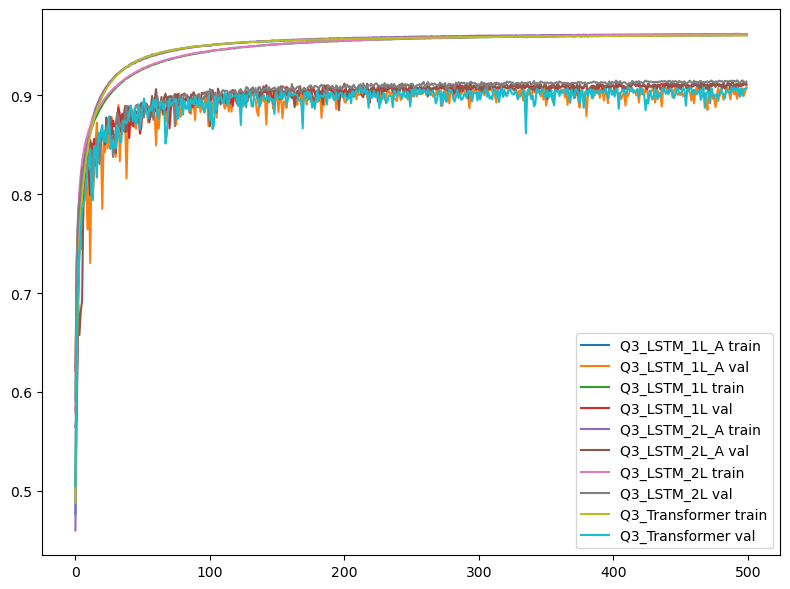 0.9
0.8
0.7
0.6
0.5
0 100 200 300 400 500
Q3_LSTM_1L_A train
Q3_LSTM_1L_A val
Q3_LSTM_1L train
Q3_LSTM_1L val
Q3_LSTM_2L_A train
Q3_LSTM_2L_A val
Q3_LSTM_2L train
Q3_LSTM_2L val
Q3_Transformer train
Q3_Transformer val